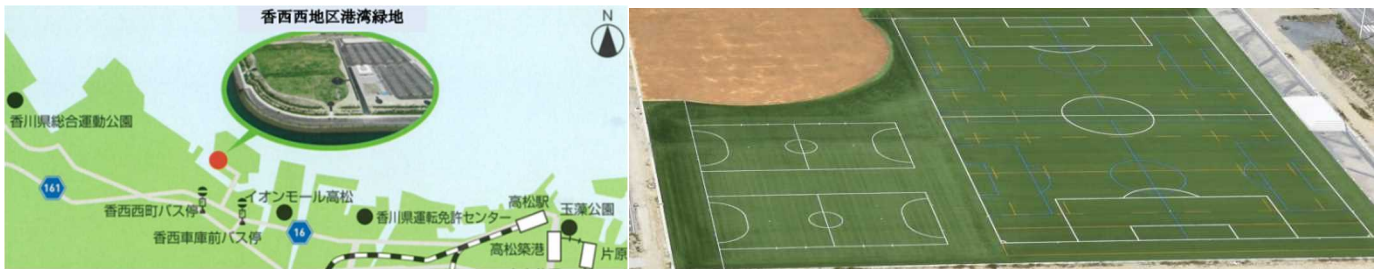 香西西地区港湾緑地
N
香川県総合運動公園
161
イオンモール高松
香西西町バス停
香川県運転免許センター
高松駅
玉藻公園
香西車庫前バス停
16
高松築港
片原